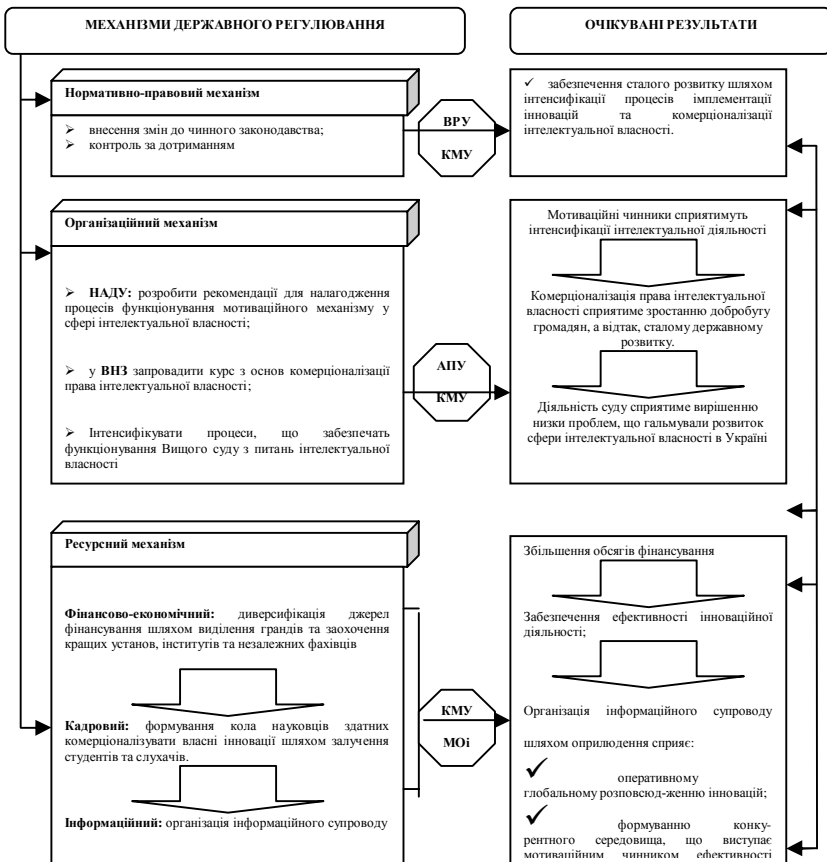 МЕХАНІЗМИ ДЕРЖАВНОГО РЕГУЛЮВАННЯ
ОЧІКУВАНІ РЕЗУЛЬТАТИ
Нормативно-правовий механізм
внесення змін до чинного законодавства;
контроль за дотриманням
ВРУ
КМУ
забезпечення сталого розвитку шляхом
інтенсифікації процесів імплементації
інновацій та комерціоналізації
інтелектуальної власності.
Організаційний механізм
НАДУ: розробити рекомендації для налагодження
процесів функціонування мотиваційного механізму у
сфері інтелектуальної власності;
у ВНЗ запровадити курс з основ комерціоналізації
права інтелектуальної власності;
Інтенсифікувати процеси, що забезпечать
функціонування Вищого суду з питань інтелектуальної
власності
АПУ
КМУ
Мотиваційні чинники сприятимуть
інтенсифікації інтелектуальної діяльності
Комерціоналізація права інтелектуальної
власності сприятиме зростанню добробуту
громадян, а відтак, сталому державному
розвитку.
Діяльність суду сприятиме вирішенню
низки проблем, що гальмували розвиток
сфери інтелектуальної власності в Україні
Ресурсний механізм
Фінансово-економічний: диверсифікація джерел
фінансування шляхом виділення грандів та заохочення
кращих установ, інститутів та незалежних фахівців
Кадровий: формування кола науковців здатних
комерціоналізувати власні інновації шляхом залучення
студентів та слухачів.
Інформаційний: організація інформаційного супроводу
КМУ
МОі
Збільшення обсягів фінансування
Забезпечення ефективності інноваційної
діяльності;
Організація інформаційного супроводу
шляхом оприлюдення сприяє:
оперативному
глобальному розповсюд-женню інновацій;
формуванню конку-
рентного середовища, що виступає
мотиваційним чинником ефективності